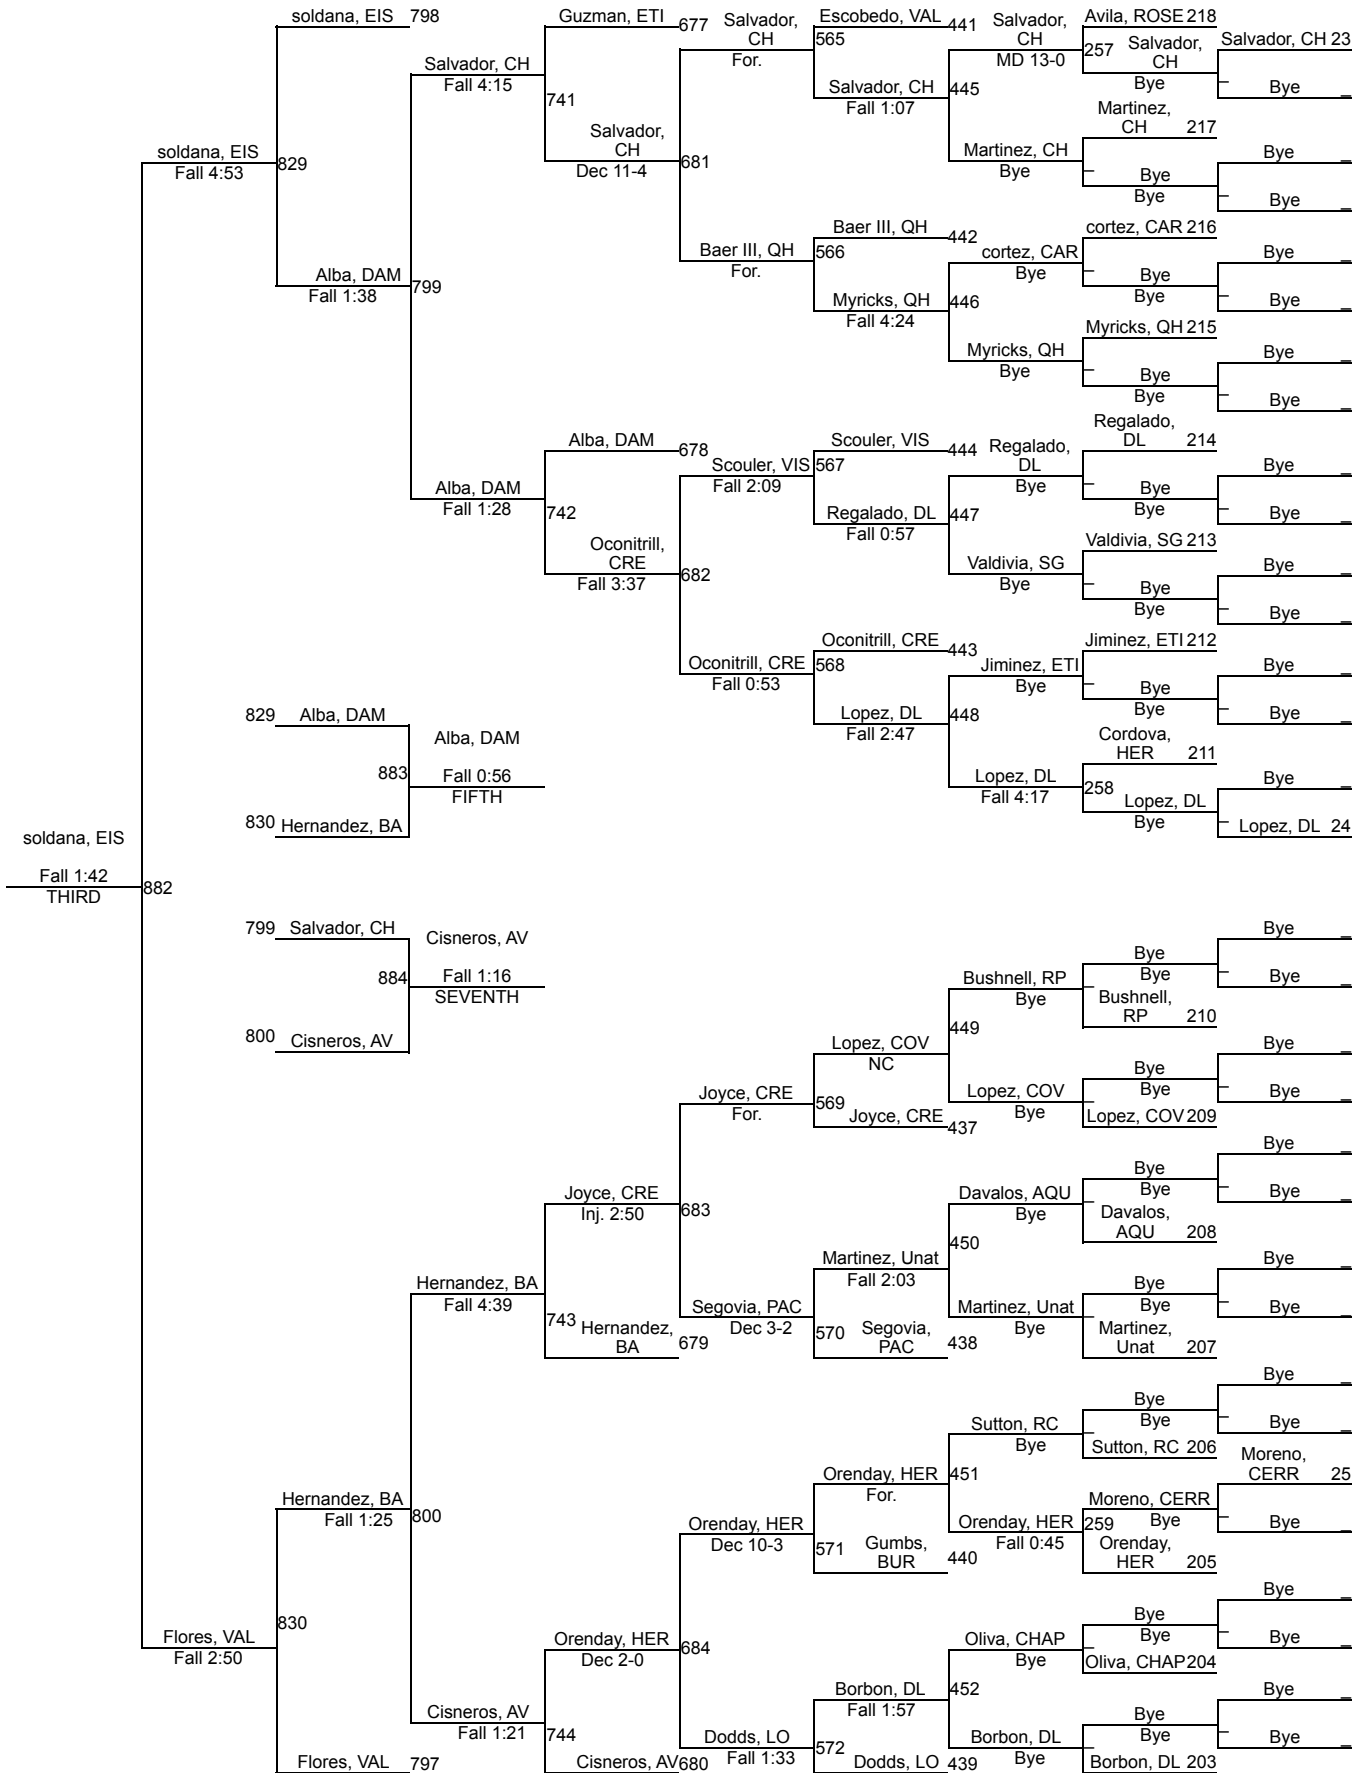 soldana, EIS 798 Guzman, ETI 677 Salvador, CH Escobedo, VAL 441 Salvador, CH Avila, ROSE 218
For. 565 MD 13-0 257 Salvador, CH Salvador, CH 23
Salvador, CH Bye Bye _
Fall 4:15 Salvador, CH 445
Fall 1:07
741 Martinez, CH 217
Salvador, CH
Dec 11-4 681 Martinez, CH Bye _
soldana, EIS 829 Bye _ Bye
Fall 4:53 Bye Bye _
Baer III, QH 442 cortez, CAR 216
Baer III, QH 566 cortez, CAR Bye _
For. Bye _ Bye
Alba, DAM 799 Bye Bye _
Fall 1:38 Myricks, QH 446
Fall 4:24 Myricks, QH 215
Myricks, QH Bye _
Bye _ Bye
Bye Bye _
Alba, DAM 678 Scouler, VIS 444 Regalado, DL Regalado, DL 214
Scouler, VIS 567 Bye Bye _
Alba, DAM Fall 2:09 _ Bye
Fall 1:28 742 Regalado, DL 447 Bye Bye _
Fall 0:57 Valdivia, SG 213
Oconitrill, CRE
Fall 3:37 682 Valdivia, SG Bye _
Bye _ Bye
Bye Bye _
Oconitrill, CRE 443 Jiminez, ETI 212
Oconitrill, CRE 568 Jiminez, ETI Bye _
Fall 0:53 Bye _ Bye
829 Alba, DAM Lopez, DL 448 Bye Bye _
Alba, DAM Fall 2:47 Cordova, HER 211
883 Fall 0:56 Lopez, DL 258 Bye _
FIFTH Fall 4:17 Lopez, DL
830 Hernandez, BA Bye _ Lopez, DL 24
soldana, EIS
Fall 1:42 882
THIRD
799 Salvador, CH Cisneros, AV Bye _
884 Fall 1:16 Bye
SEVENTH Bushnell, RP Bye _ Bye _
Bye _ Bushnell, RP 210
800 Cisneros, AV Lopez, COV 449 Bye _
NC Bye
Joyce, CRE 569 Lopez, COV Bye _ Bye _
For. Joyce, CRE 437 Bye _ Lopez, COV 209
Bye _
Joyce, CRE 683 Davalos, AQU Bye
Inj. 2:50 Bye _ Bye _ Bye _
Davalos, AQU 208
Martinez, Unat 450 Bye _
Hernandez, BA Fall 2:03 Bye
Fall 4:39 Segovia, PAC Martinez, Unat Bye _ Bye _
743 Hernandez, BA 679 Dec 3-2 570 Segovia, PAC 438 Bye _ Martinez, Unat 207
Bye _
Sutton, RC Bye
Bye _ Bye _ Bye _
Sutton, RC 206
Orenday, HER 451 Moreno, CERR 25
Hernandez, BA 800 For. Moreno, CERR
Fall 1:25 Orenday, HER Orenday, HER 259 Bye _ Bye _
Dec 10-3 571 Gumbs, BUR 440 Fall 0:45 Orenday, HER 205
Bye _
830 Bye
Flores, VAL Orenday, HER 684 Oliva, CHAP Bye _ Bye _
Fall 2:50 Dec 2-0 Bye _ Oliva, CHAP 204
Borbon, DL 452 Bye _
Cisneros, AV Fall 1:57 Bye
Fall 1:21 744 Dodds, LO 572 Borbon, DL Bye _ Bye _
Flores, VAL 797 Cisneros, AV 680 Fall 1:33 Dodds, LO 439 Bye _ Borbon, DL 203